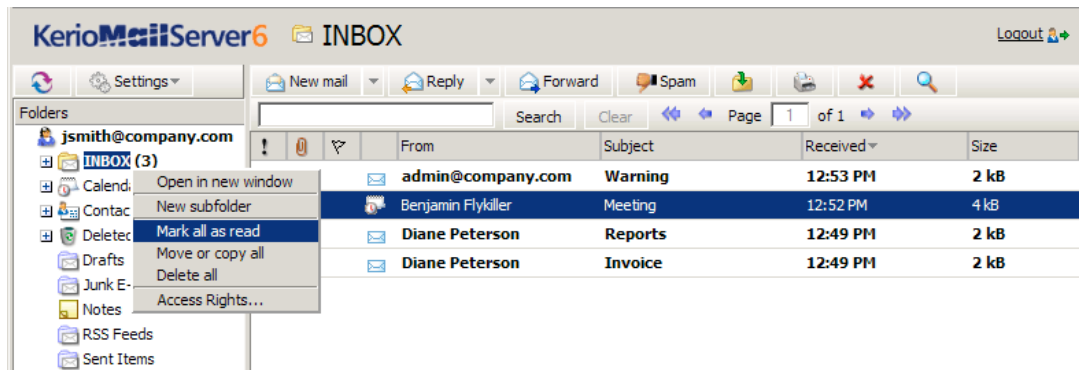 KerioMailServer6 INBOX Logout
Settings New mail Reply Forward Spam
Folders Search Clear Page 1 of 1
jsmith@company.com
! From Subject Received Size
INBOX (3)
admin@company.com Warning 12:53 PM 2 kB
Benjamin Flykiller Meeting 12:52 PM 4 kB
Diane Peterson Reports 12:49 PM 2 kB
Diane Peterson Invoice 12:49 PM 2 kB
Calend
Contac
Deleted
Drafts
Junk E-
Notes
RSS Feeds
Sent Items
Open in new window
New subfolder
Mark all as read
Move or copy all
Delete all
Access Rights...